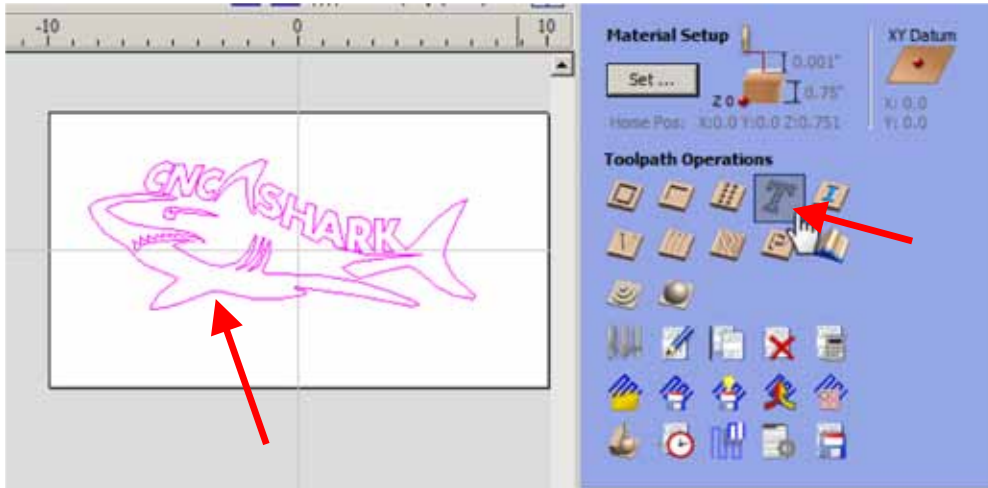 -10 0 10
CNC SHARK
Material Setup
XY Datum
Set ...
0.001"
Z 0
0.75"
Home Pos: X:0.0 Y:0.0 Z:0.751
X: 0.0
Y: 0.0
Toolpath Operations